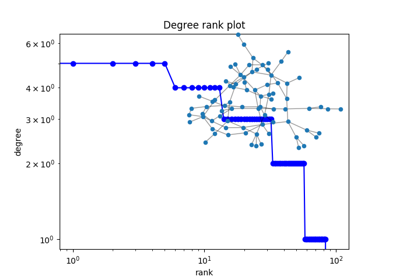 Degree rank plot
6 × 10⁰
4 × 10⁰
3 × 10⁰
2 × 10⁰
10⁰
degree
10⁰ 10¹ 10²
rank